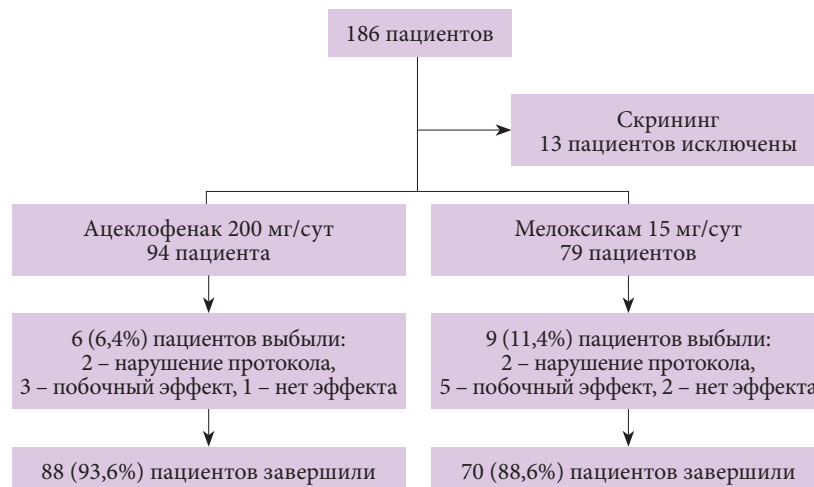 186 пациентов
Скрининг
13 пациентов исключены
Ацеклофенак 200 мг/сут
94 пациента
Мелоксикам 15 мг/сут
79 пациентов
6 (6,4%) пациентов выбыли:
2 – нарушение протокола,
3 – побочный эффект, 1 – нет эффекта
9 (11,4%) пациентов выбыли:
2 – нарушение протокола,
5 – побочный эффект, 2 – нет эффекта
88 (93,6%) пациентов завершили
70 (88,6%) пациентов завершили